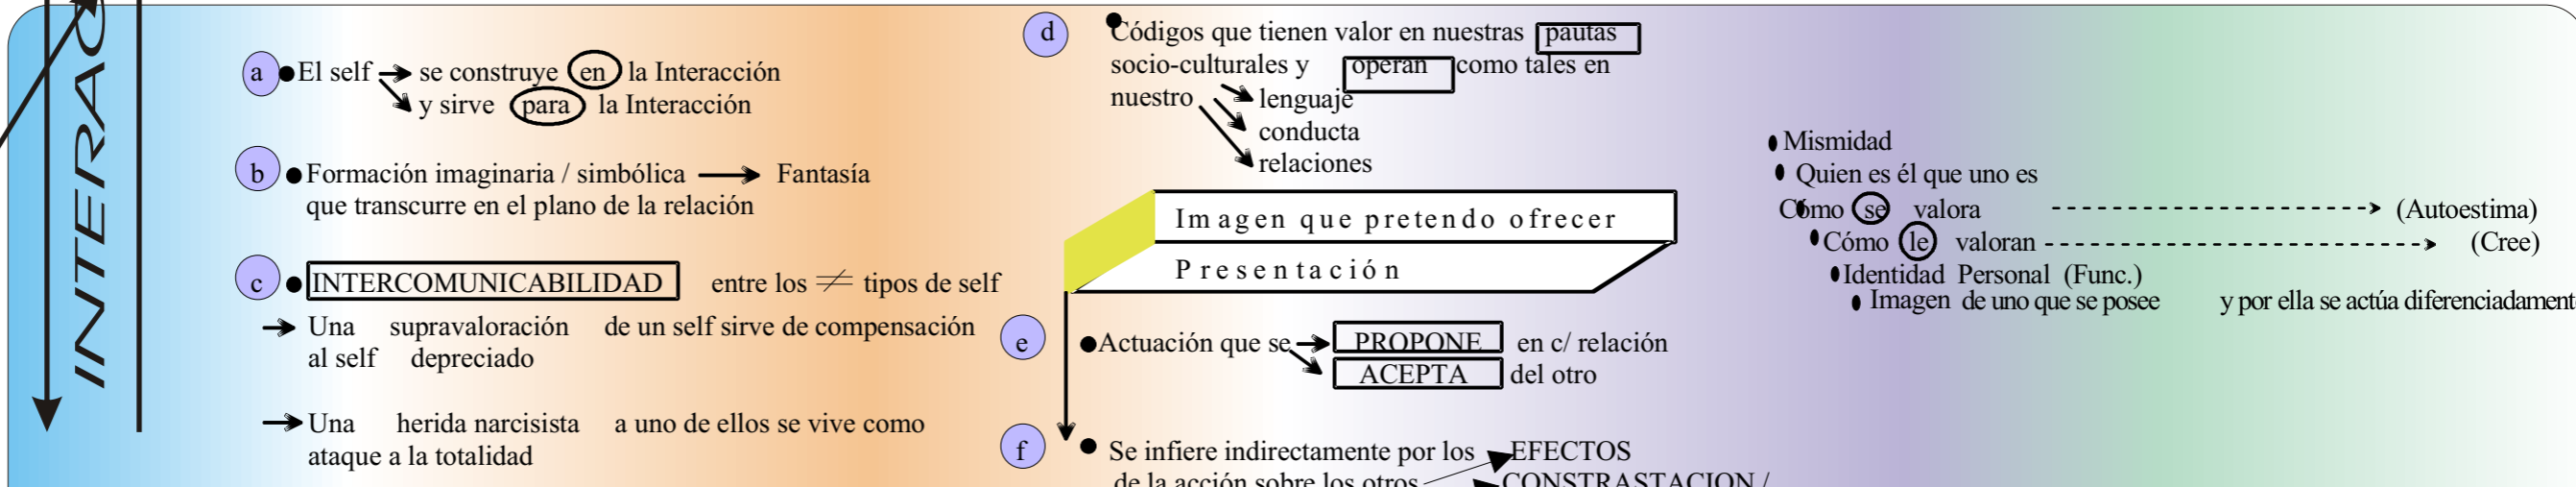 INTERAC
a
El self se construye en la Interacción
y sirve para la Interacción
b
Formación imaginaria / simbólica Fantasía
que transcurre en el plano de la relación
c
INTERCOMUNICABILIDAD entre los ≠ tipos de self
Una supravaloración de un self sirve de compensación
al self depreciado
Una herida narcisista a uno de ellos se vive como
ataque a la totalidad
d
Códigos que tienen valor en nuestras pautas
socio-culturales y operan como tales en
nuestro lenguaje
conducta
relaciones
Imagen que pretendo ofrecer
Presentación
e
Actuación que se PROPONE en c/ relación
ACEPTA del otro
f
Se infiere indirectamente por los EFECTOS
de la acción sobre los otros CONSTRASTACION /
Mismidad
Quien es él que uno es
Cómo se valora (Autoestima)
Cómo le valoran (Cree)
Identidad Personal (Func.)
Imagen de uno que se posee y por ella se actúa diferenciadament